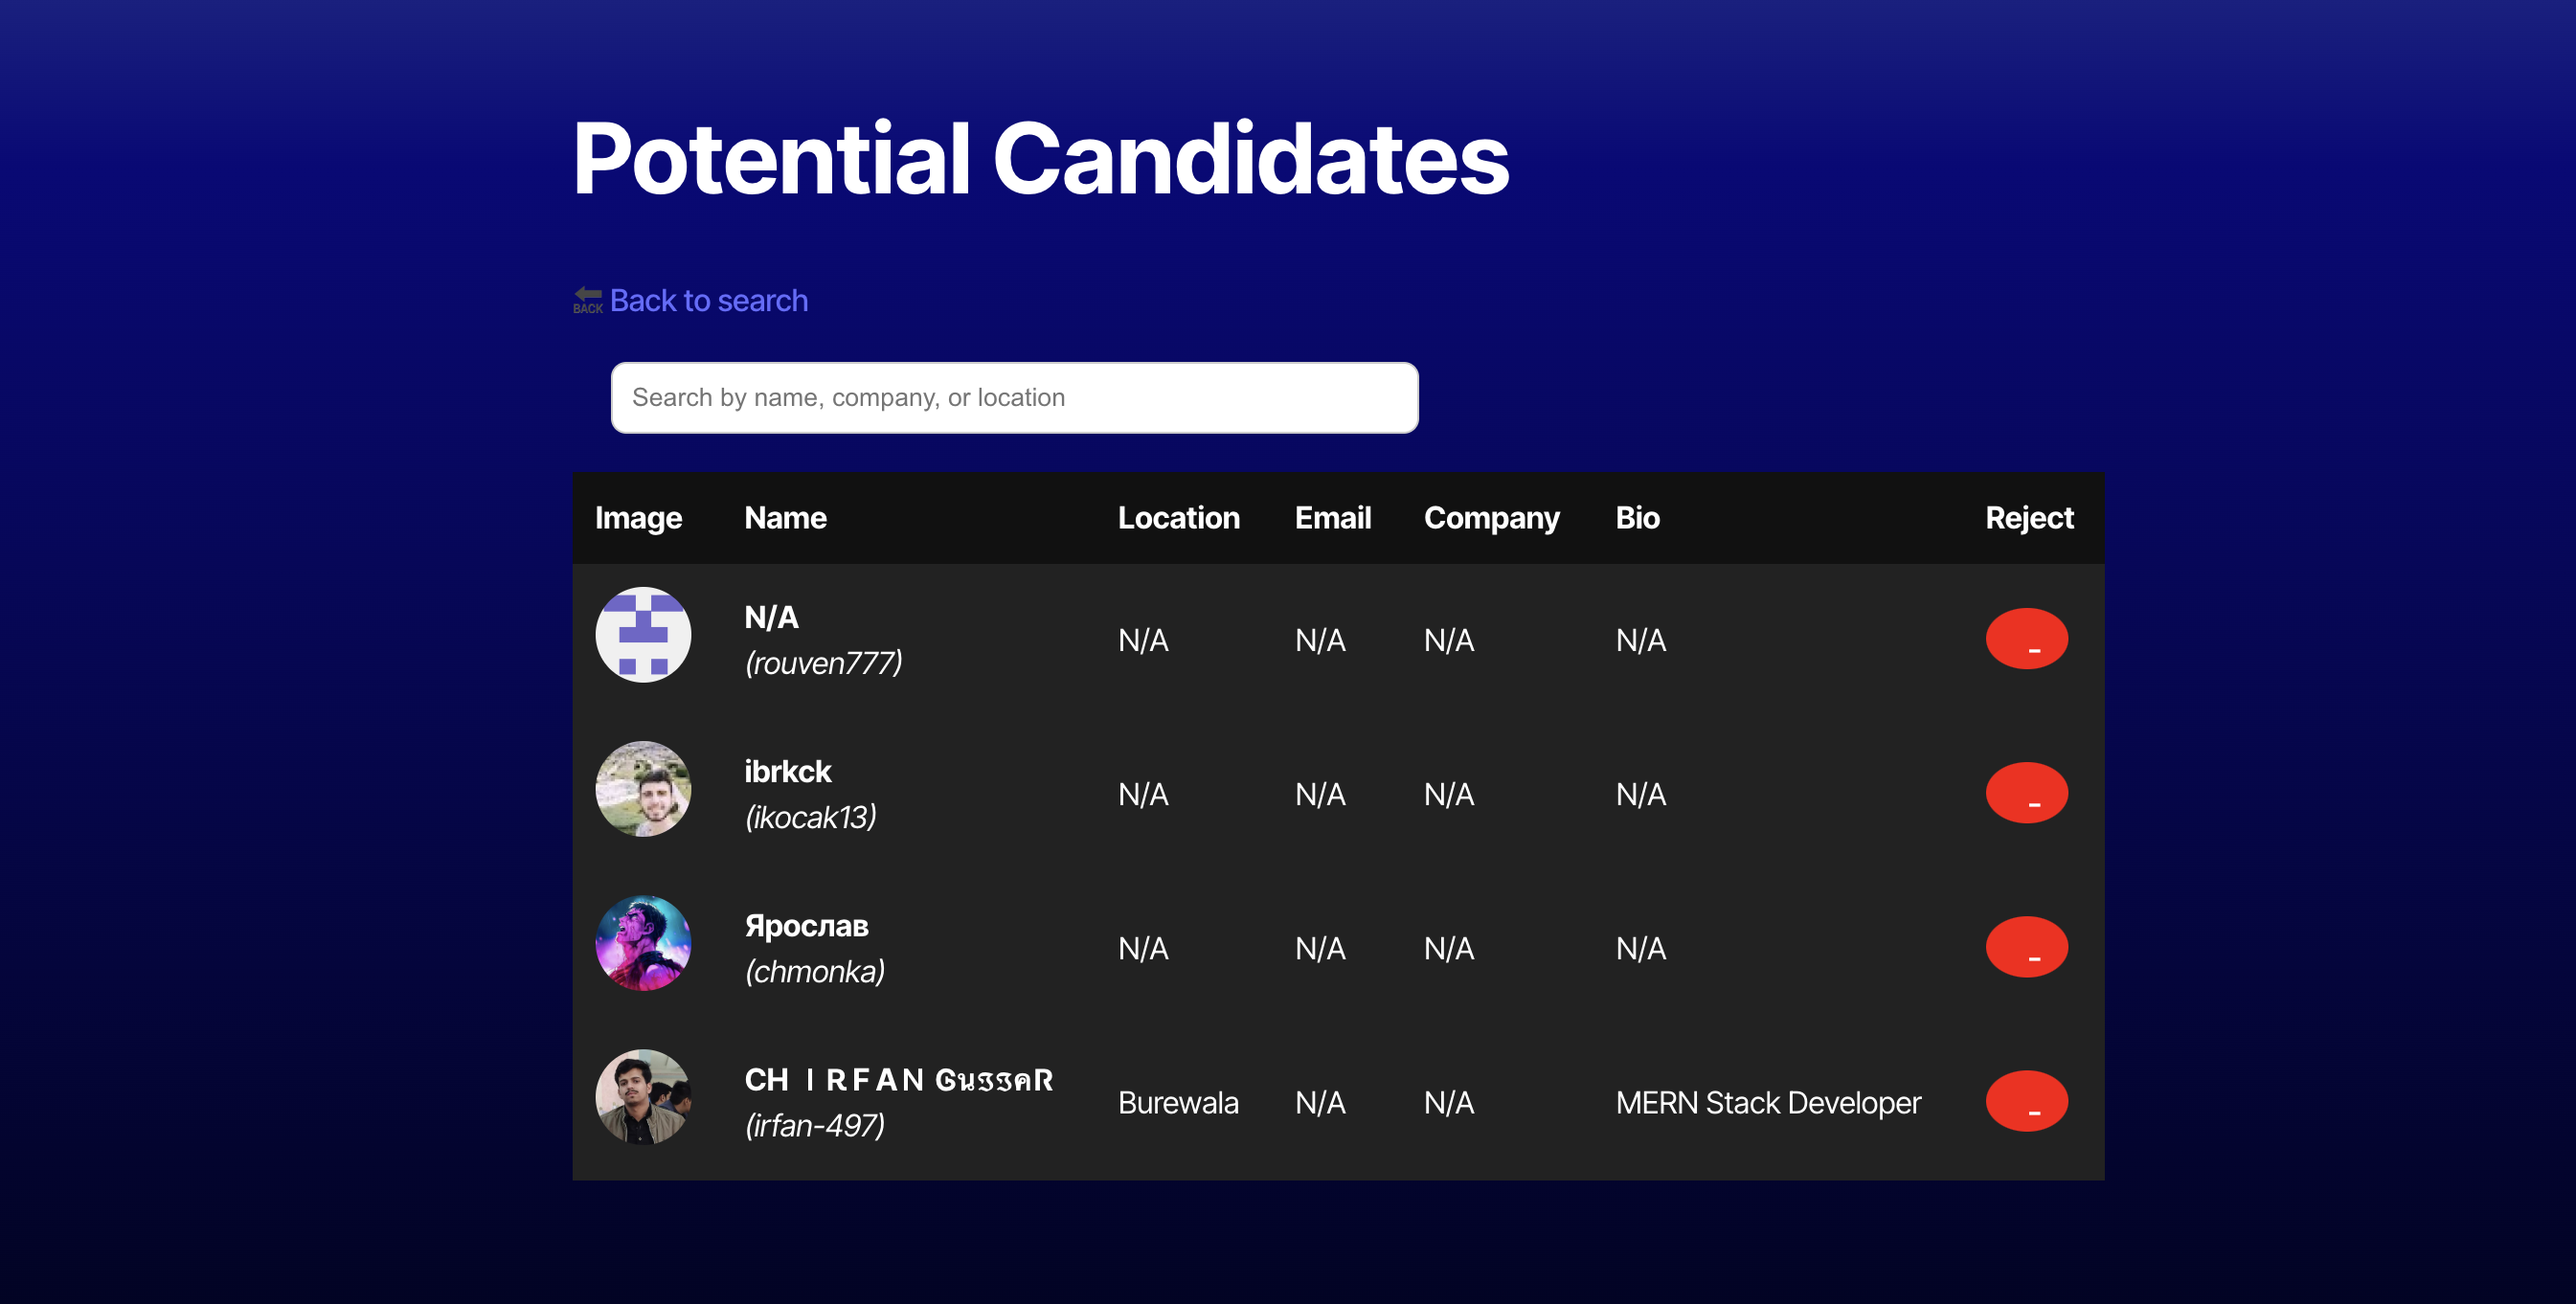 Potential Candidates
BACK Back to search
Search by name, company, or location
Image Name Location Email Company Bio Reject
N/A
(rouven777)
N/A N/A N/A N/A -
ibrkck
(ikocak13)
N/A N/A N/A N/A -
Ярослав
(chmonka)
N/A N/A N/A N/A -
CH ⅠRFAN
(irfan-497)
Burewala N/A N/A MERN Stack Developer -